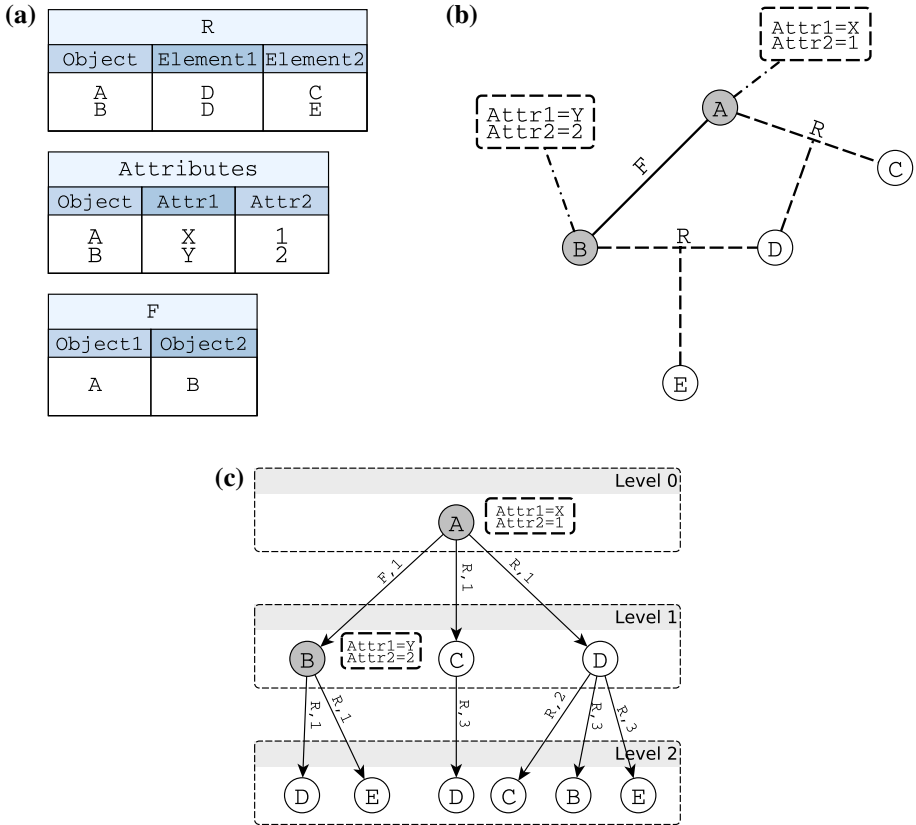 (a)
R
Object Element1 Element2
A D C
B D E
Attributes
Object Attr1 Attr2
A X 1
B Y 2
F
Object1 Object2
A B
(b)
Attr1=X
Attr2=1
A
Attr1=Y
Attr2=2
R
F
C
B
R
D
E
(c)
Level 0
A
Attr1=X
Attr2=1
F,1
R,1
R,1
Level 1
B
Attr1=Y
Attr2=2
C
D
R,1
R,1
R,3
R,2
R,3
R,3
Level 2
D
E
D
C
B
E